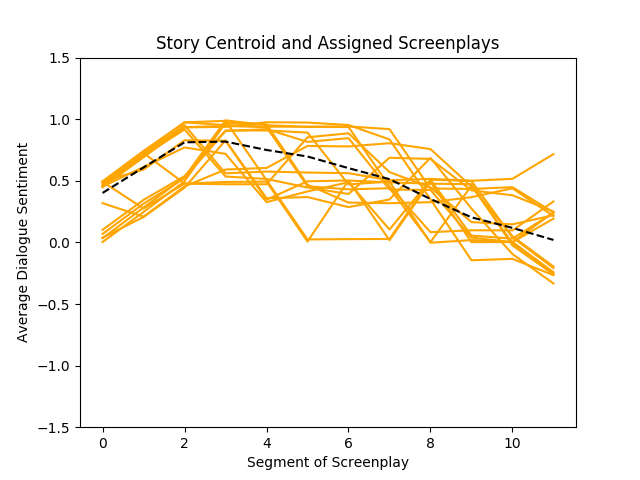 Story Centroid and Assigned Screenplays
Average Dialogue Sentiment
1.5
1.0
0.5
0.0
−0.5
−1.0
−1.5
0 2 4 6 8 10
Segment of Screenplay